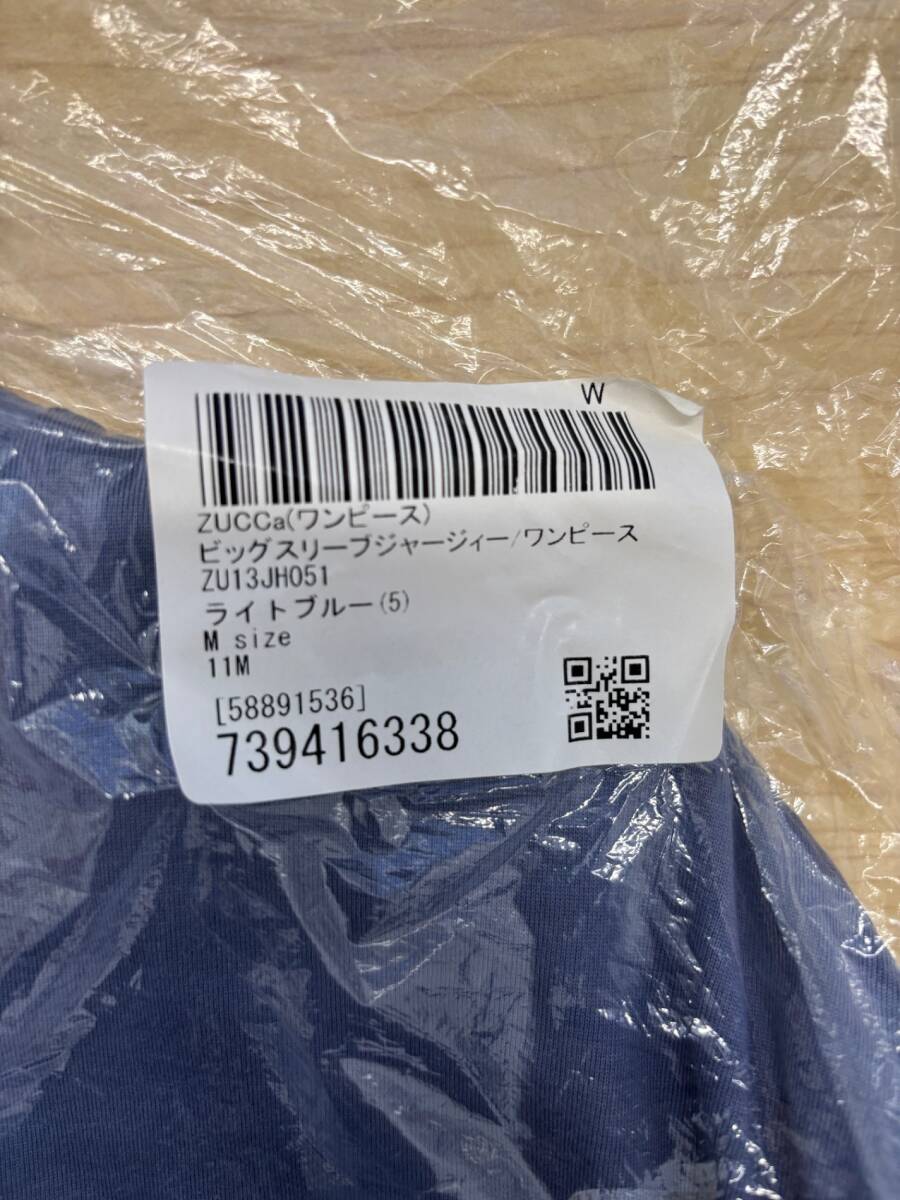 W
ZUCCa(ワンピース)
ビッグスリーブジャージィー/ワンピース
ZU13JH051
ライトブルー(5)
M size
11M
[58891536]
739416338